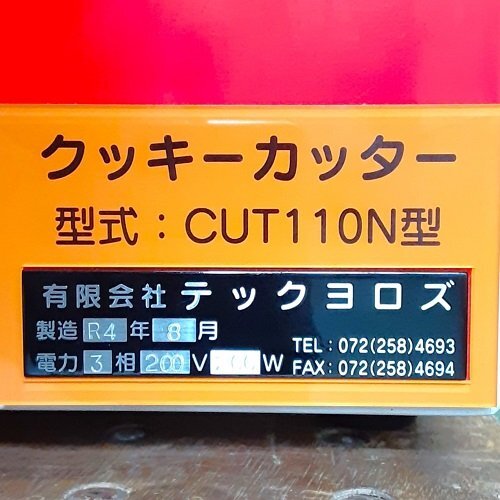 クッキーカッター
型式：CUT110N型
有限会社 テックヨロズ
製造 R4 年 8 月
電力 3 相 200 V W
TEL：072(258)4693
FAX：072(258)4694